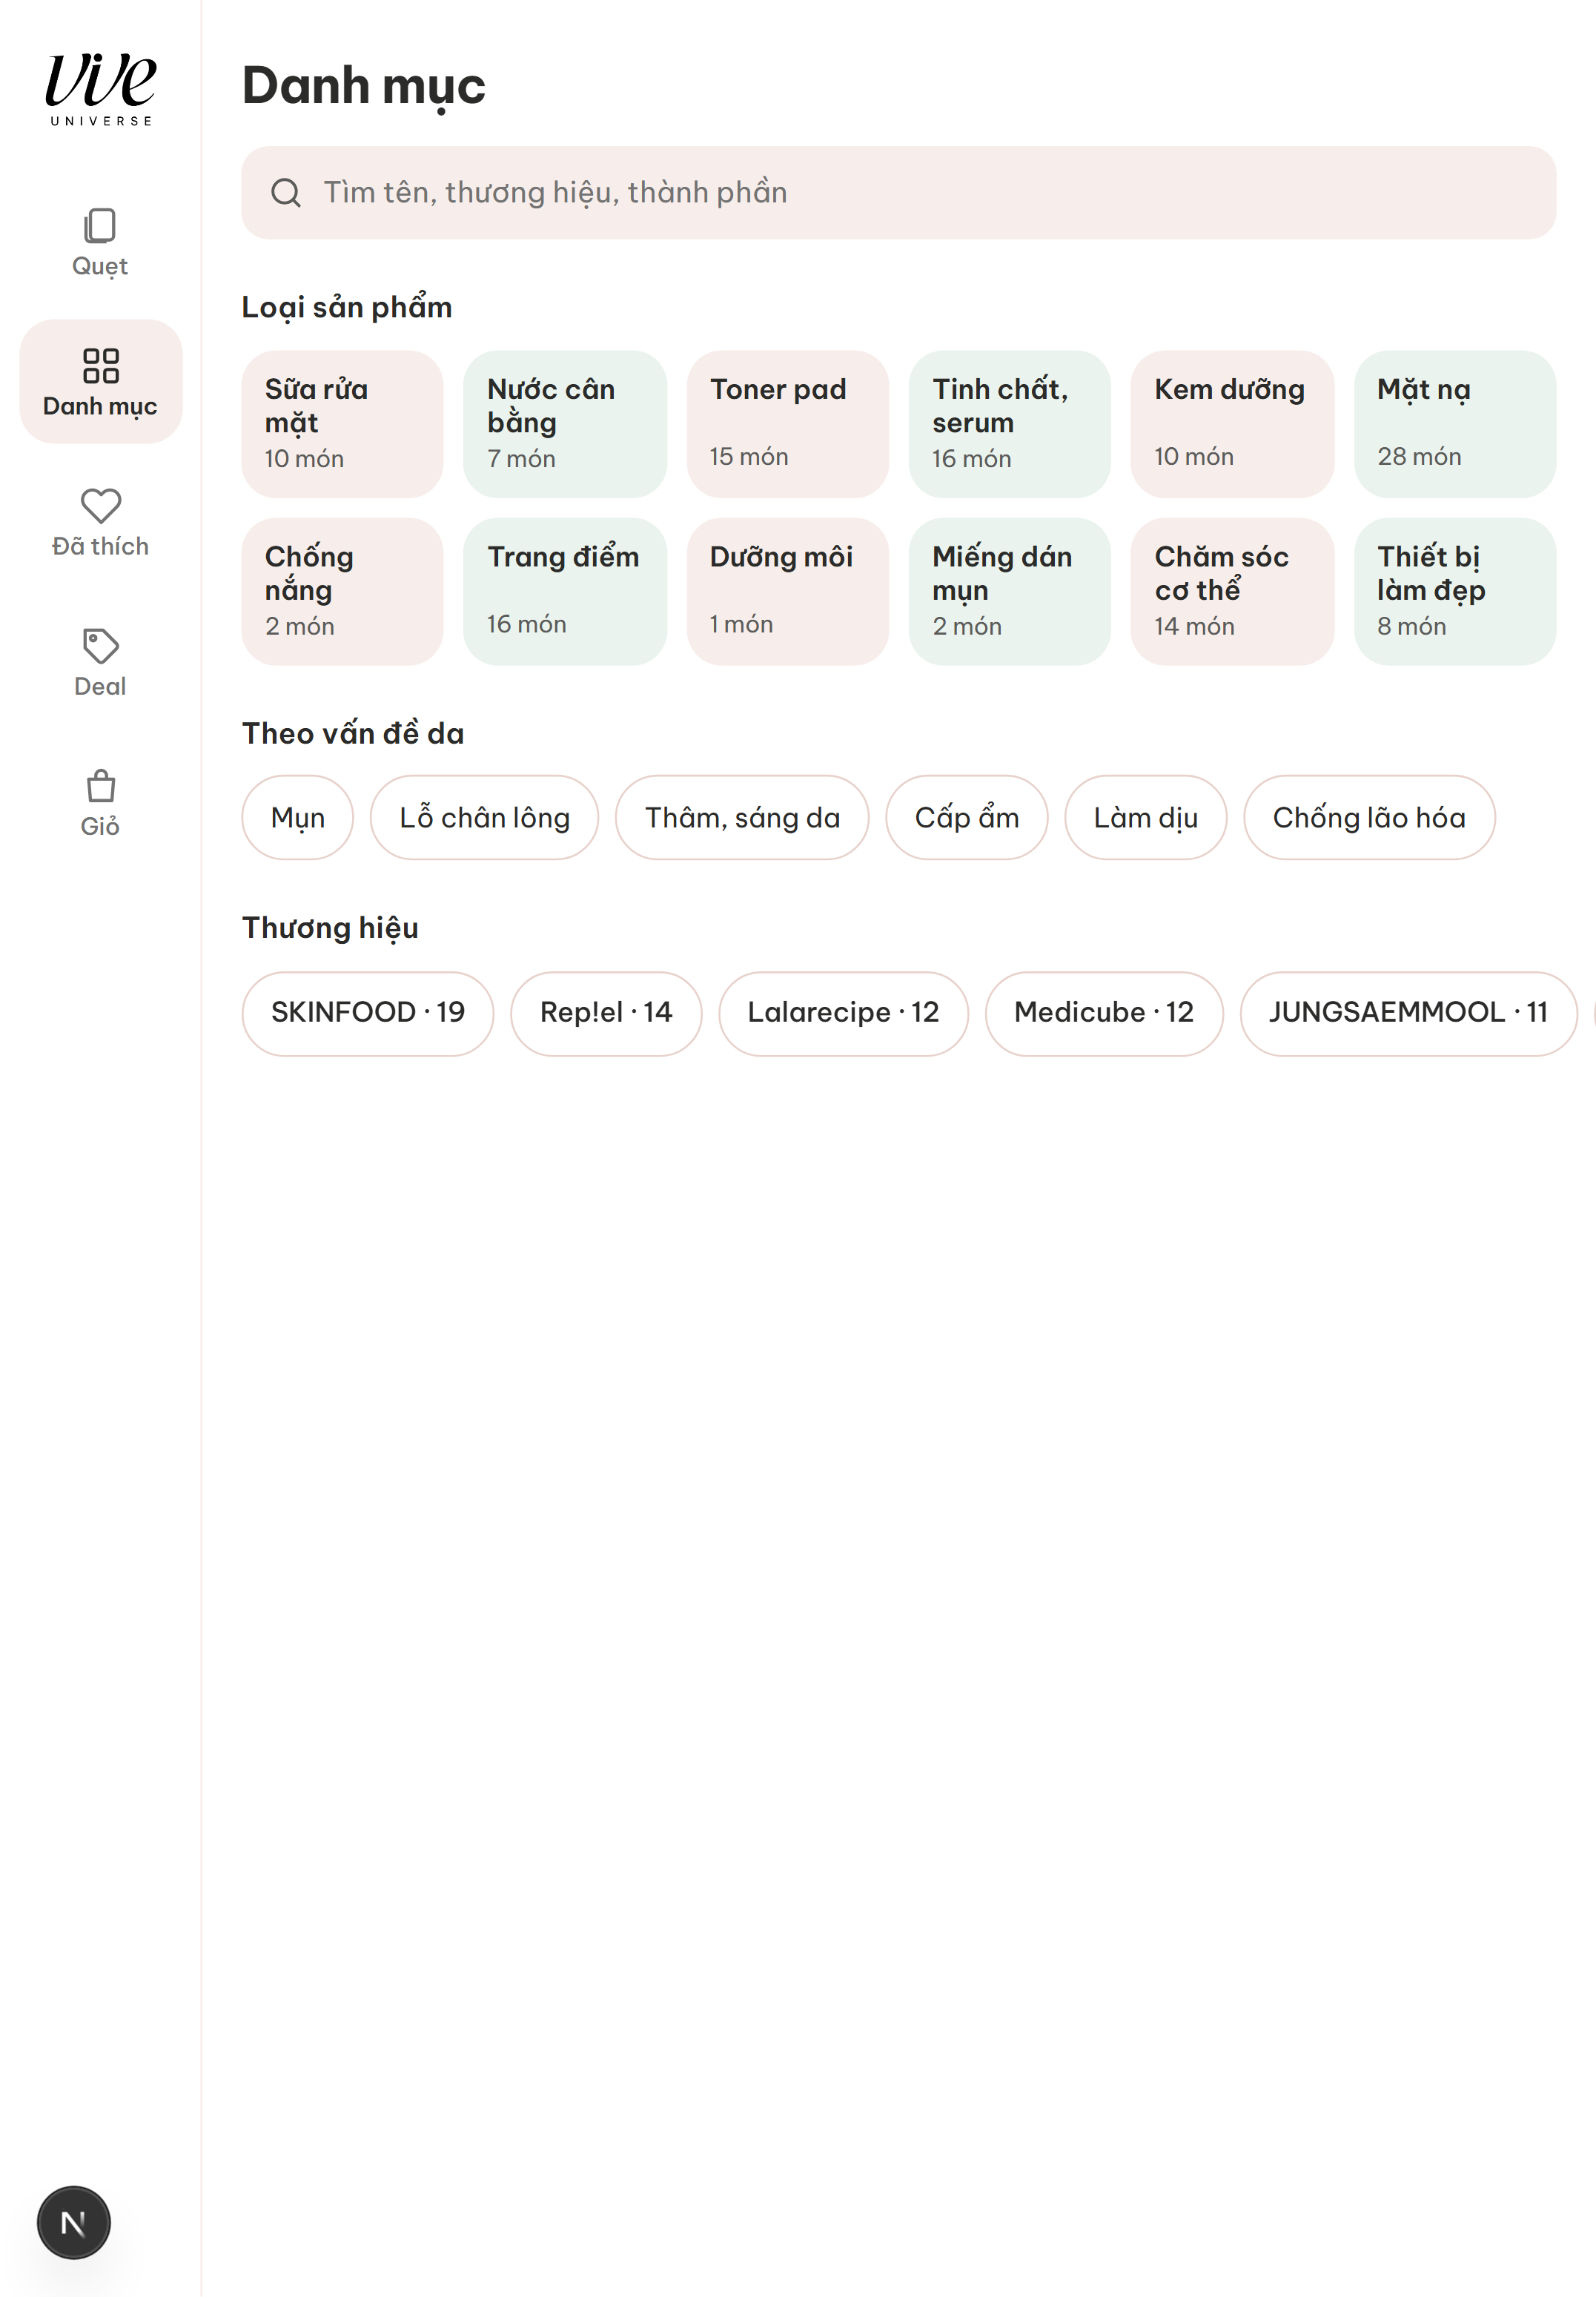 Vive
UNIVERSE
Quẹt
Danh mục
Đã thích
Deal
Giỏ
Danh mục
Tìm tên, thương hiệu, thành phần
Loại sản phẩm
Sữa rửa
mặt
10 món
Nước cân
bằng
7 món
Toner pad
15 món
Tinh chất,
serum
16 món
Kem dưỡng
10 món
Mặt nạ
28 món
Chống
nắng
2 món
Trang điểm
16 món
Dưỡng môi
1 món
Miếng dán
mụn
2 món
Chăm sóc
cơ thể
14 món
Thiết bị
làm đẹp
8 món
Theo vấn đề da
Mụn
Lỗ chân lông
Thâm, sáng da
Cấp ẩm
Làm dịu
Chống lão hóa
Thương hiệu
SKINFOOD · 19
Rep!el · 14
Lalarecipe · 12
Medicube · 12
JUNGSAEMMOOL · 11
N